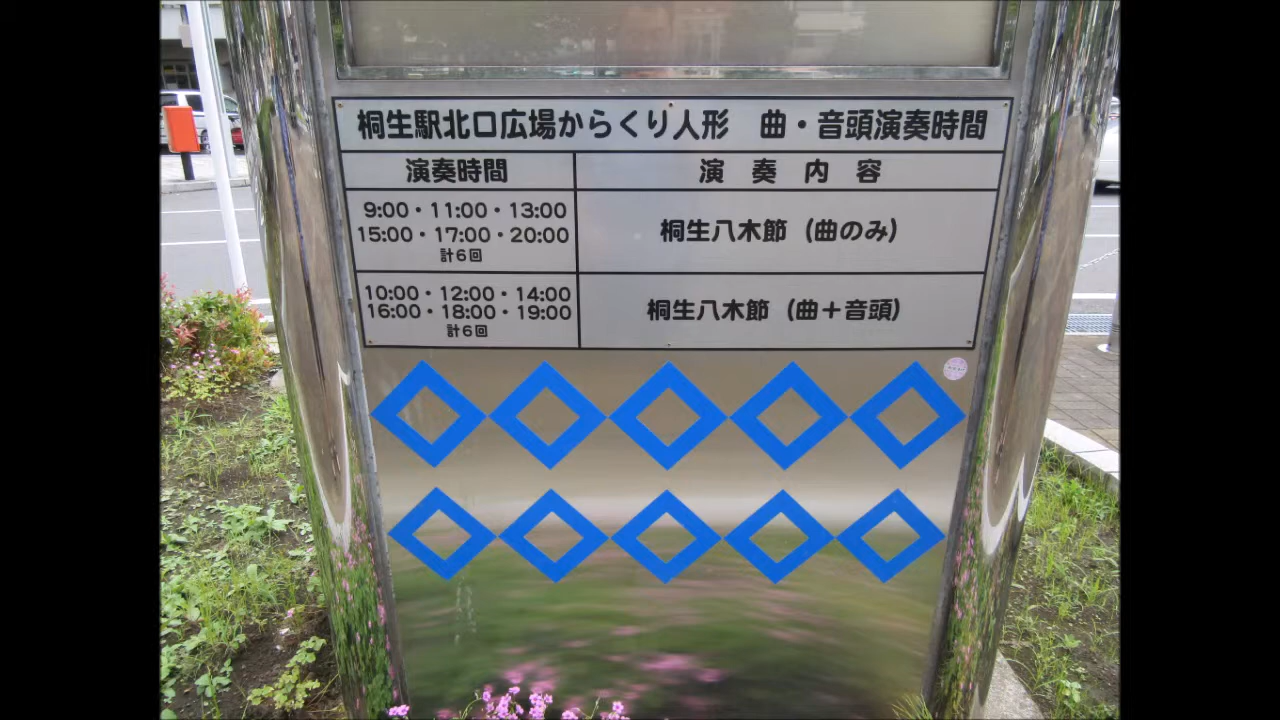 桐生駅北口広場からくり人形　曲・音頭演奏時間
演奏時間
演　奏　内　容
9:00・11:00・13:00
15:00・17:00・20:00
計6回
桐生八木節（曲のみ）
10:00・12:00・14:00
16:00・18:00・19:00
計6回
桐生八木節（曲＋音頭）